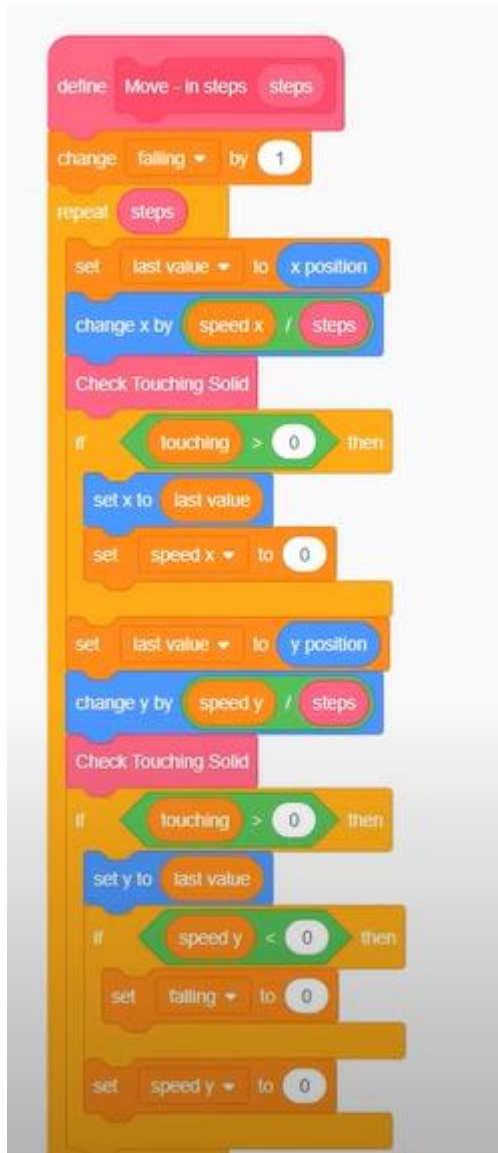 define Move - in steps steps
change falling by 1
repeat steps
set last value to x position
change x by speed x / steps
Check Touching Solid
if touching > 0 then
set x to last value
set speed x to 0
set last value to y position
change y by speed y / steps
Check Touching Solid
if touching > 0 then
set y to last value
if speed y < 0 then
set falling to 0
set speed y to 0